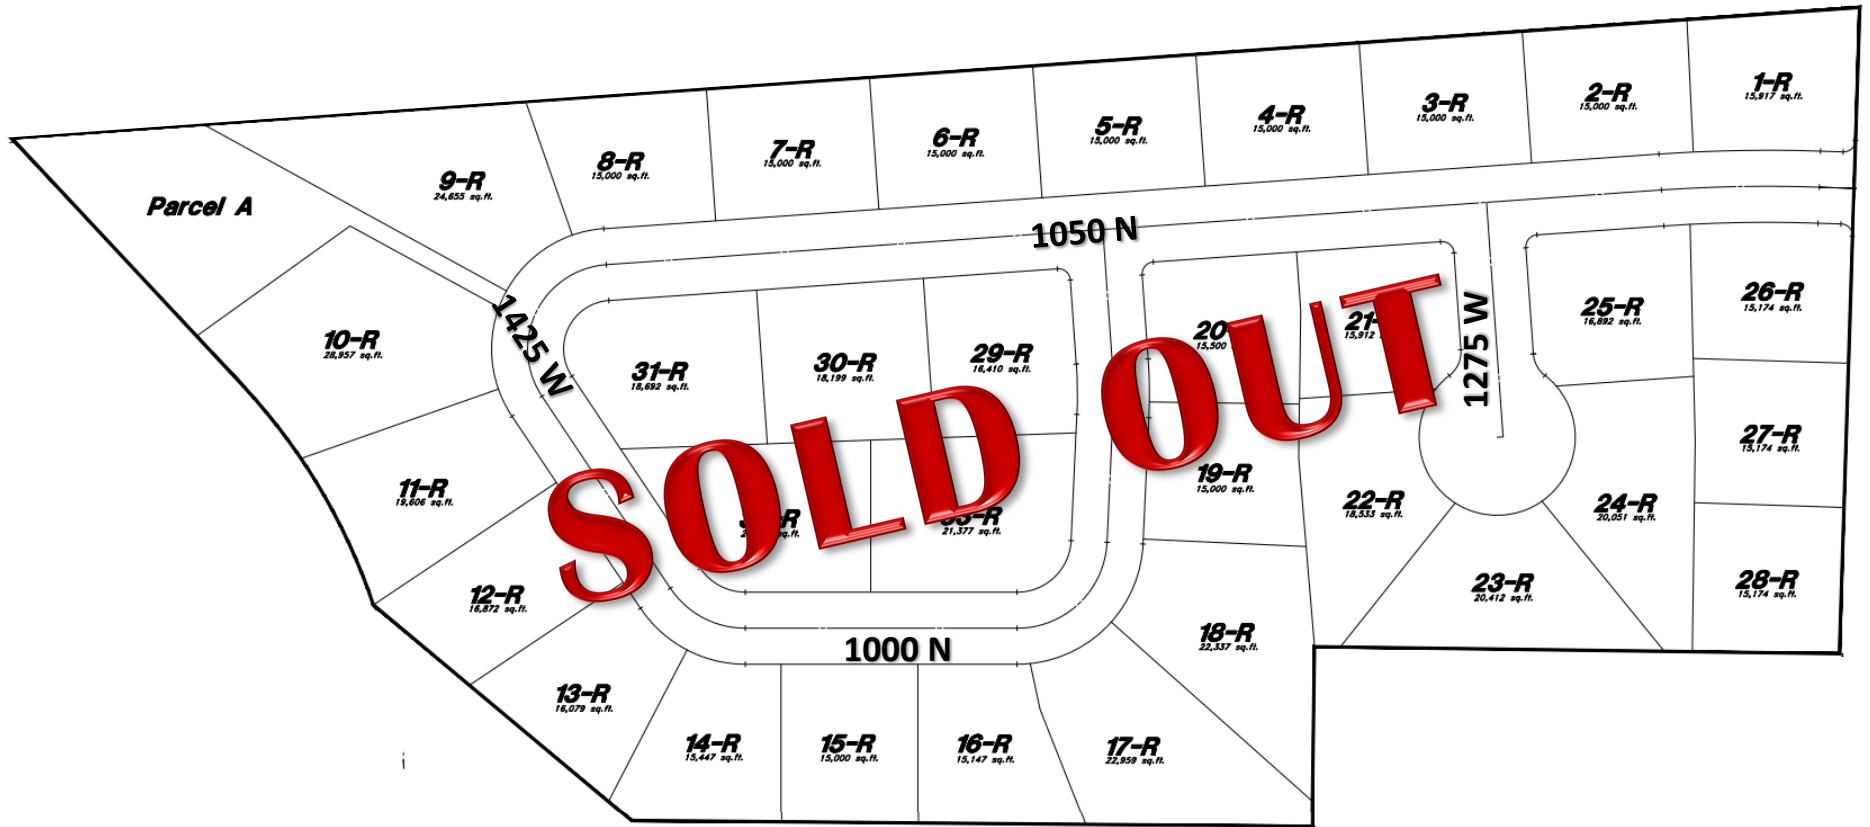 1-R
15,917 sq.ft.
2-R
15,000 sq.ft.
3-R
15,000 sq.ft.
4-R
15,000 sq.ft.
5-R
15,000 sq.ft.
6-R
15,000 sq.ft.
7-R
15,000 sq.ft.
8-R
15,000 sq.ft.
9-R
24,655 sq.ft.
Parcel A
1050 N
1425 W
1275 W
10-R
28,957 sq.ft.
31-R
18,692 sq.ft.
30-R
18,199 sq.ft.
29-R
16,410 sq.ft.
20
15,500
21-
15,912
25-R
16,892 sq.ft.
26-R
15,174 sq.ft.
SOLD OUT
11-R
19,606 sq.ft.
-R
sq.ft.
33-R
21,377 sq.ft.
19-R
15,000 sq.ft.
22-R
18,533 sq.ft.
24-R
20,051 sq.ft.
27-R
15,174 sq.ft.
12-R
16,872 sq.ft.
23-R
20,412 sq.ft.
28-R
15,174 sq.ft.
18-R
22,337 sq.ft.
1000 N
13-R
16,079 sq.ft.
14-R
15,447 sq.ft.
15-R
15,000 sq.ft.
16-R
15,147 sq.ft.
17-R
22,959 sq.ft.